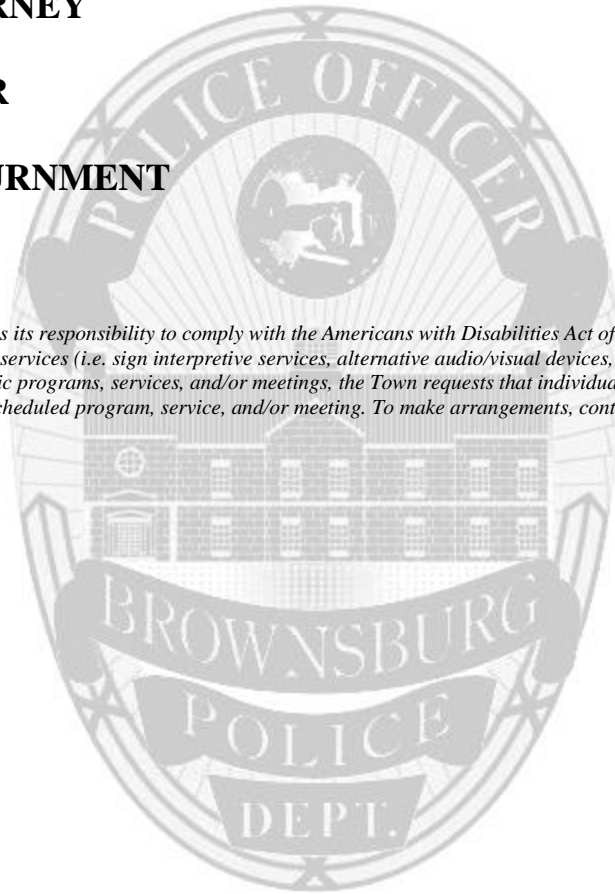 RNEY
R
URNMENT
POLICE OFFICER
s its responsibility to comply with the Americans with Disabilities Act of
services (i.e. sign interpretive services, alternative audio/visual devices,
ic programs, services, and/or meetings, the Town requests that individua
cheduled program, service, and/or meeting. To make arrangements, cont
BROWNSBURG
POLICE
DEPT.